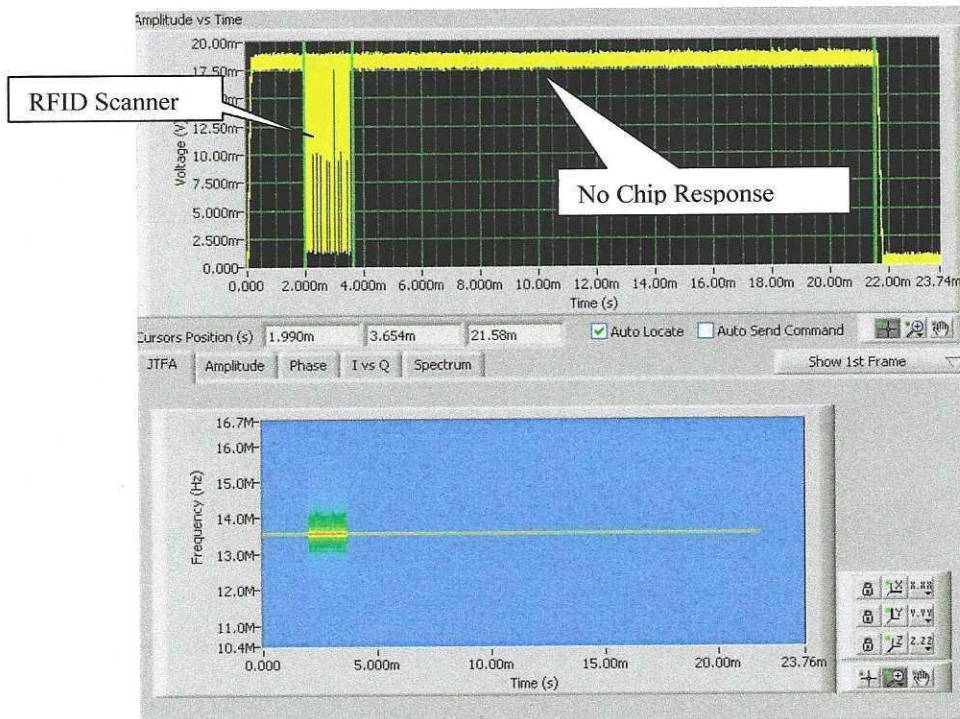 Amplitude vs Time
20.00m
17.50m
RFID Scanner
12.50m
10.00m
7.500m
5.000m
2.500m
0.000
Voltage (V)
No Chip Response
0.000 2.000m 4.000m 6.000m 8.000m 10.00m 12.00m 14.00m 16.00m 18.00m 20.00m 22.00m 23.74m
Time (s)
Cursors Position (s) 1.990m 3.654m 21.58m Auto Locate Auto Send Command
JTFA Amplitude Phase I vs Q Spectrum Show 1st Frame
16.7M
16.0M
15.0M
14.0M
13.0M
12.0M
11.0M
10.4M
Frequency (Hz)
0.000 5.000m 10.00m 15.00m 20.00m 23.76m
Time (s)
X X.XX
Y Y.YY
Z Z.ZZ